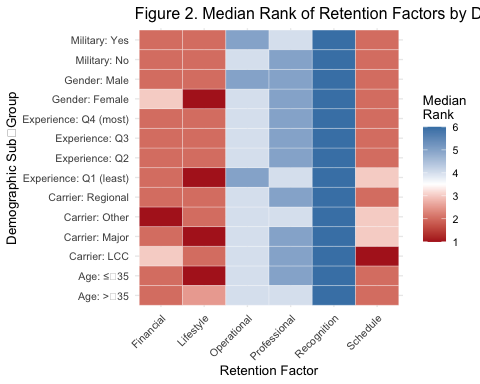 Figure 2. Median Rank of Retention Factors by D
Demographic Sub□Group
Military: Yes
Military: No
Gender: Male
Gender: Female
Experience: Q4 (most)
Experience: Q3
Experience: Q2
Experience: Q1 (least)
Carrier: Regional
Carrier: Other
Carrier: Major
Carrier: LCC
Age: ≤□35
Age: >□35
Financial
Lifestyle
Operational
Professional
Recognition
Schedule
Retention Factor
Median
Rank
6
5
4
3
2
1